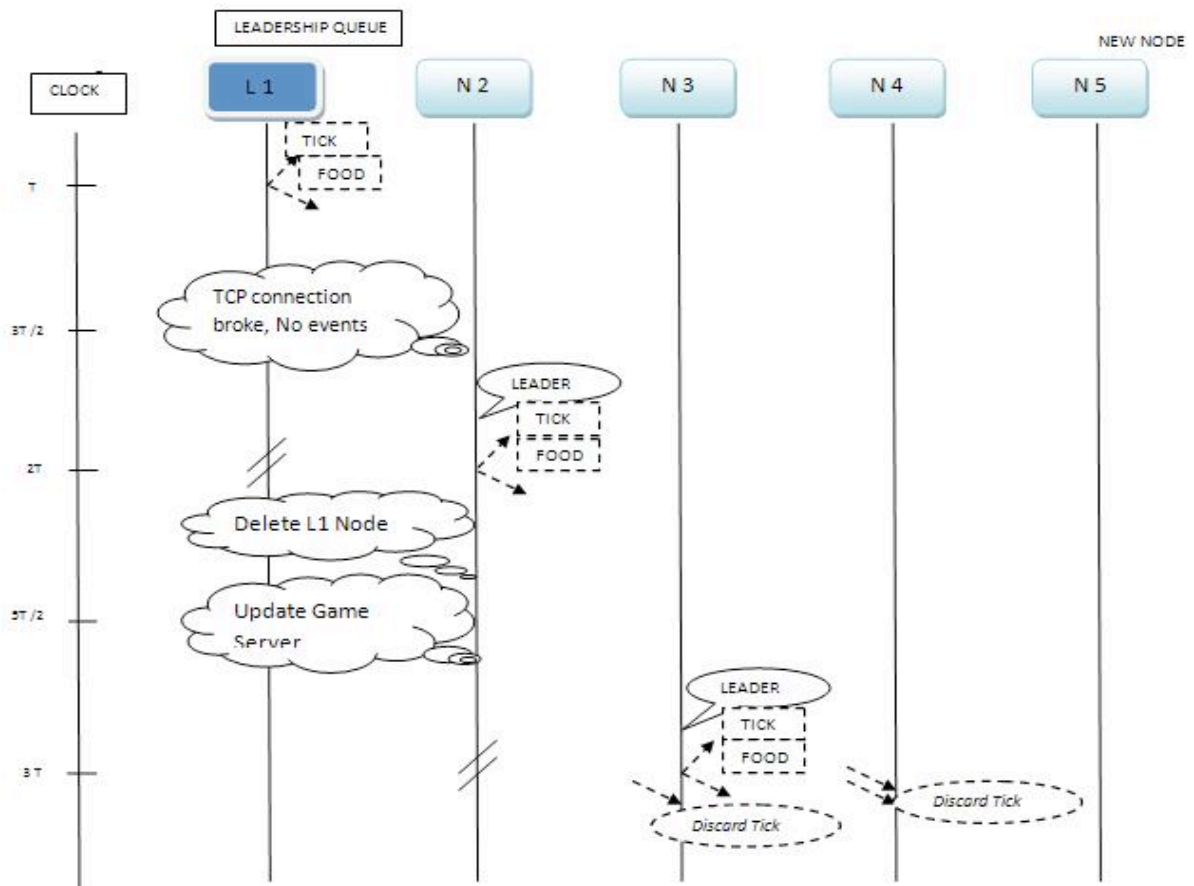 LEADERSHIP QUEUE
NEW NODE
CLOCK
L 1
N 2
N 3
N 4
N 5
TICK
FOOD
T
TCP connection
broke, No events
3T /2
LEADER
TICK
FOOD
2T
Delete L1 Node
Update Game
Server
5T /2
LEADER
TICK
FOOD
3 T
Discard Tick
Discard Tick